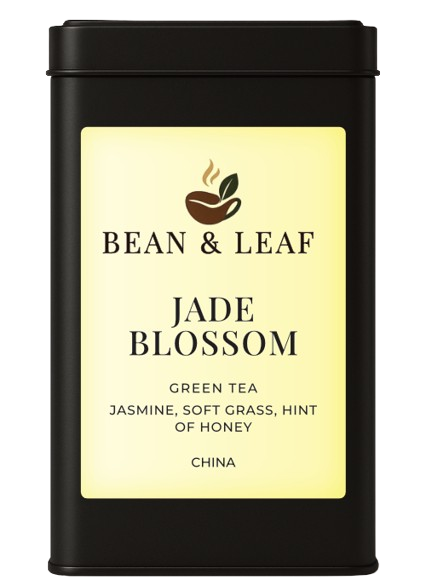 BEAN & LEAF
JADE
BLOSSOM
GREEN TEA
JASMINE, SOFT GRASS, HINT
OF HONEY
CHINA